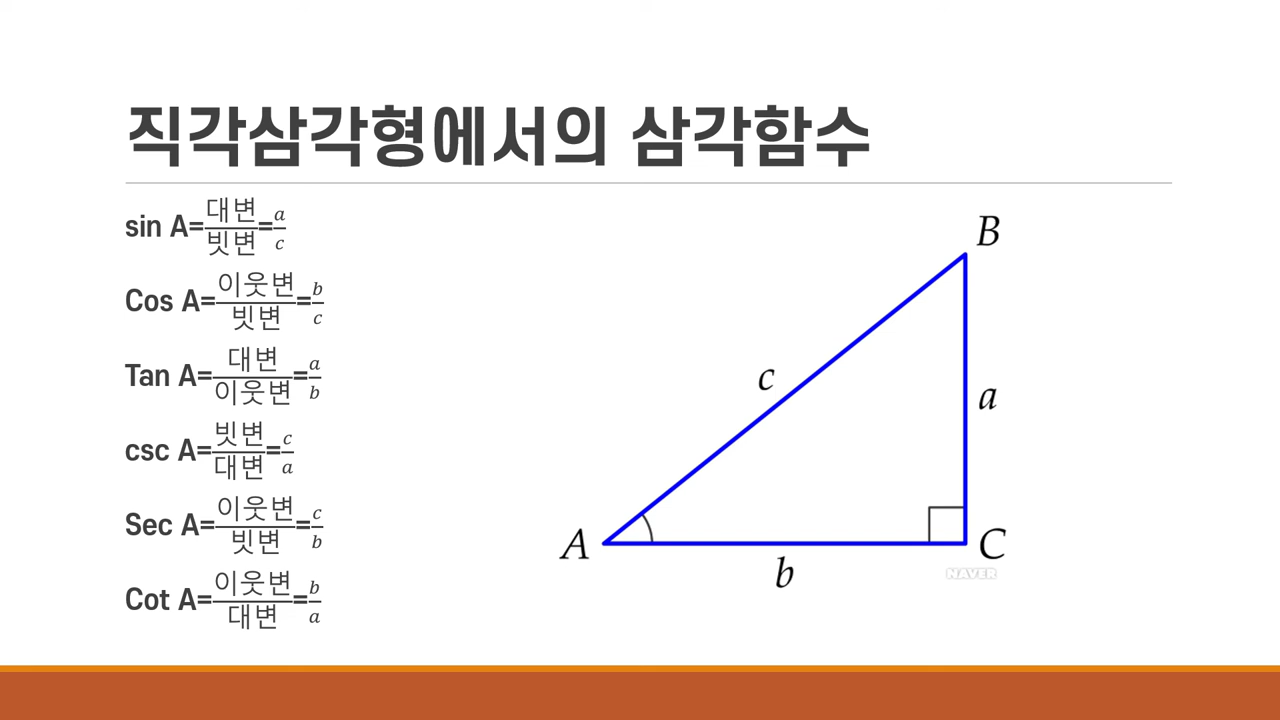 직각삼각형에서의 삼각함수
sin A=대변/빗변=a/c
Cos A=이웃변/빗변=b/c
Tan A=대변/이웃변=a/b
csc A=빗변/대변=c/a
Sec A=이웃변/빗변=c/b
Cot A=이웃변/대변=b/a
B
c
a
A
C
b
NAVER